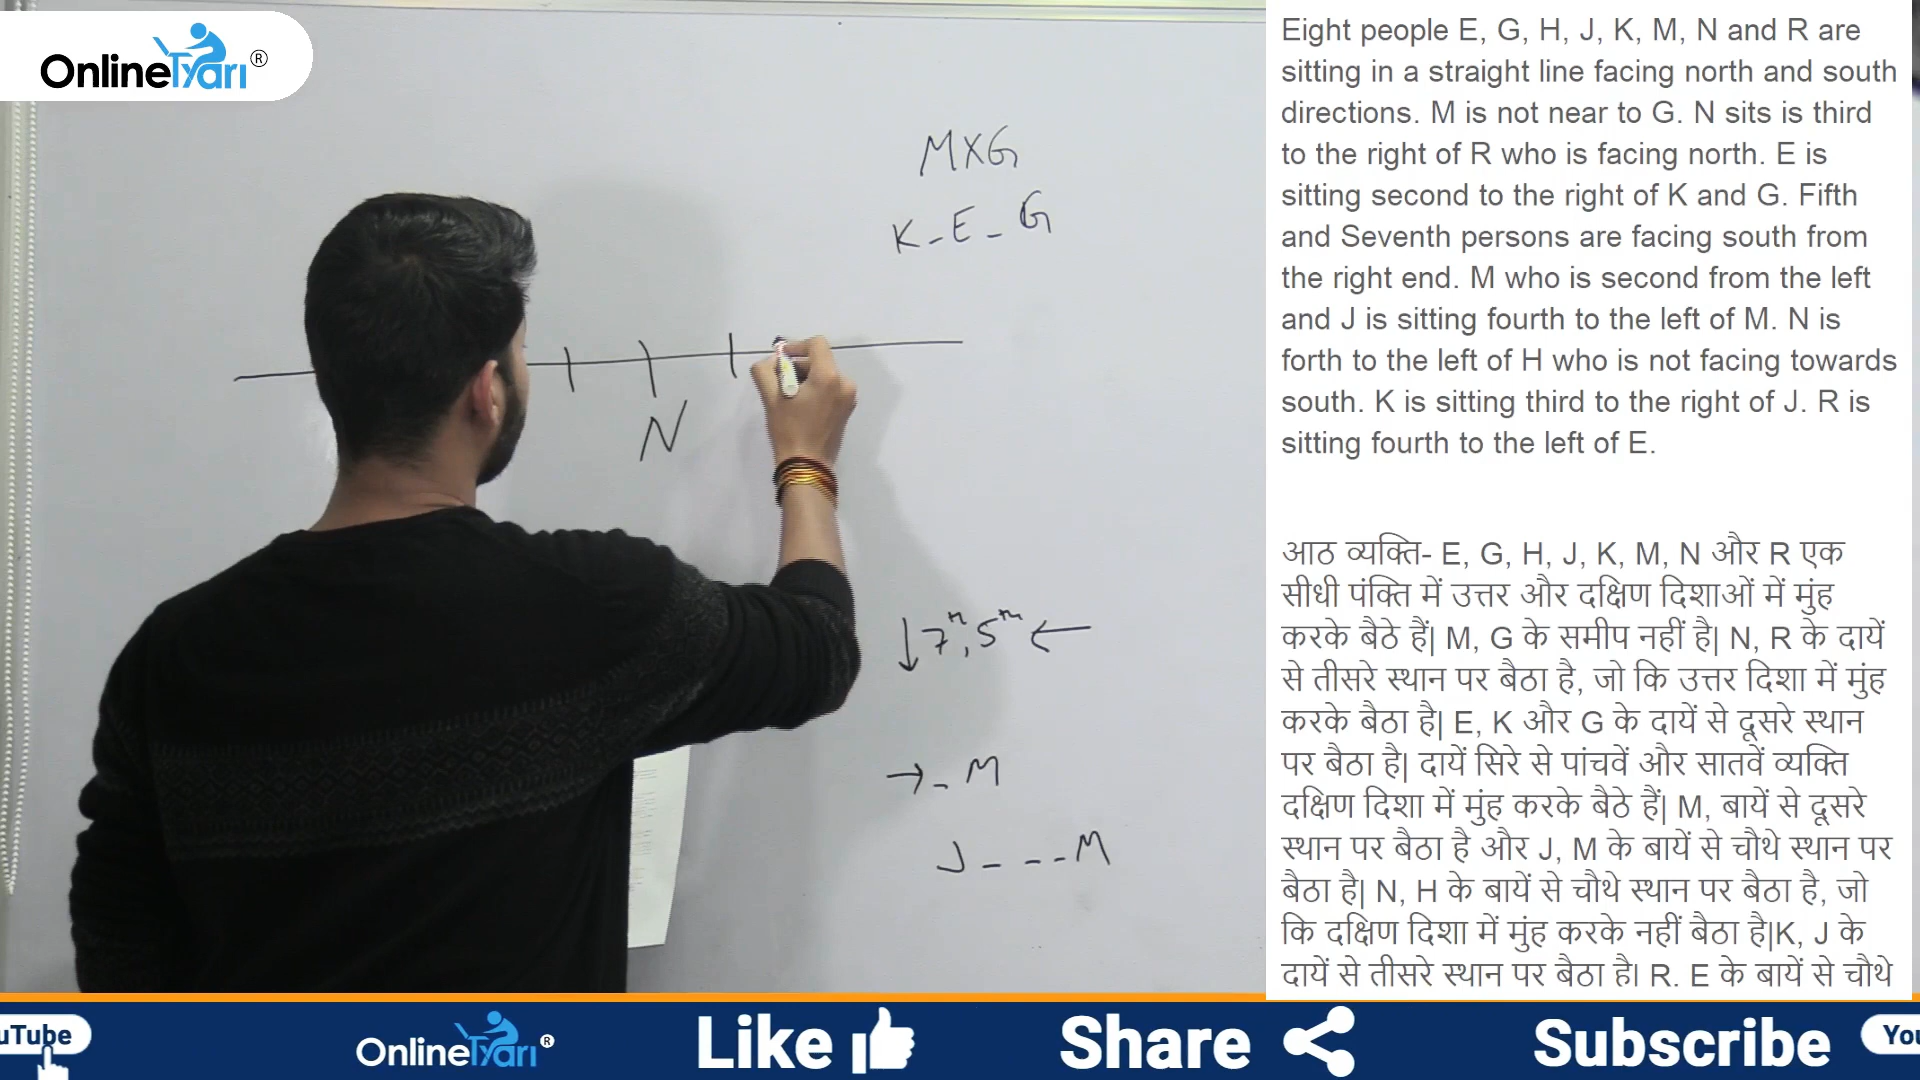 OnlineTyari®
MXG
K-E-G
N
↓7th, 5th ←
→ - M
J - - - M
Eight people E, G, H, J, K, M, N and R are
sitting in a straight line facing north and south
directions. M is not near to G. N sits is third
to the right of R who is facing north. E is
sitting second to the right of K and G. Fifth
and Seventh persons are facing south from
the right end. M who is second from the left
and J is sitting fourth to the left of M. N is
forth to the left of H who is not facing towards
south. K is sitting third to the right of J. R is
sitting fourth to the left of E.
आठ व्यक्ति- E, G, H, J, K, M, N और R एक
सीधी पंक्ति में उत्तर और दक्षिण दिशाओं में मुंह
करके बैठे हैं| M, G के समीप नहीं है| N, R के दायें
से तीसरे स्थान पर बैठा है, जो कि उत्तर दिशा में मुंह
करके बैठा है| E, K और G के दायें से दूसरे स्थान
पर बैठा है| दायें सिरे से पांचवें और सातवें व्यक्ति
दक्षिण दिशा में मुंह करके बैठे हैं| M, बायें से दूसरे
स्थान पर बैठा है और J, M के बायें से चौथे स्थान पर
बैठा है| N, H के बायें से चौथे स्थान पर बैठा है, जो
कि दक्षिण दिशा में मुंह करके नहीं बैठा है|K, J के
दायें से तीसरे स्थान पर बैठा है। R. E के बायें से चौथे
uTube OnlineTyari® Like Share Subscribe You